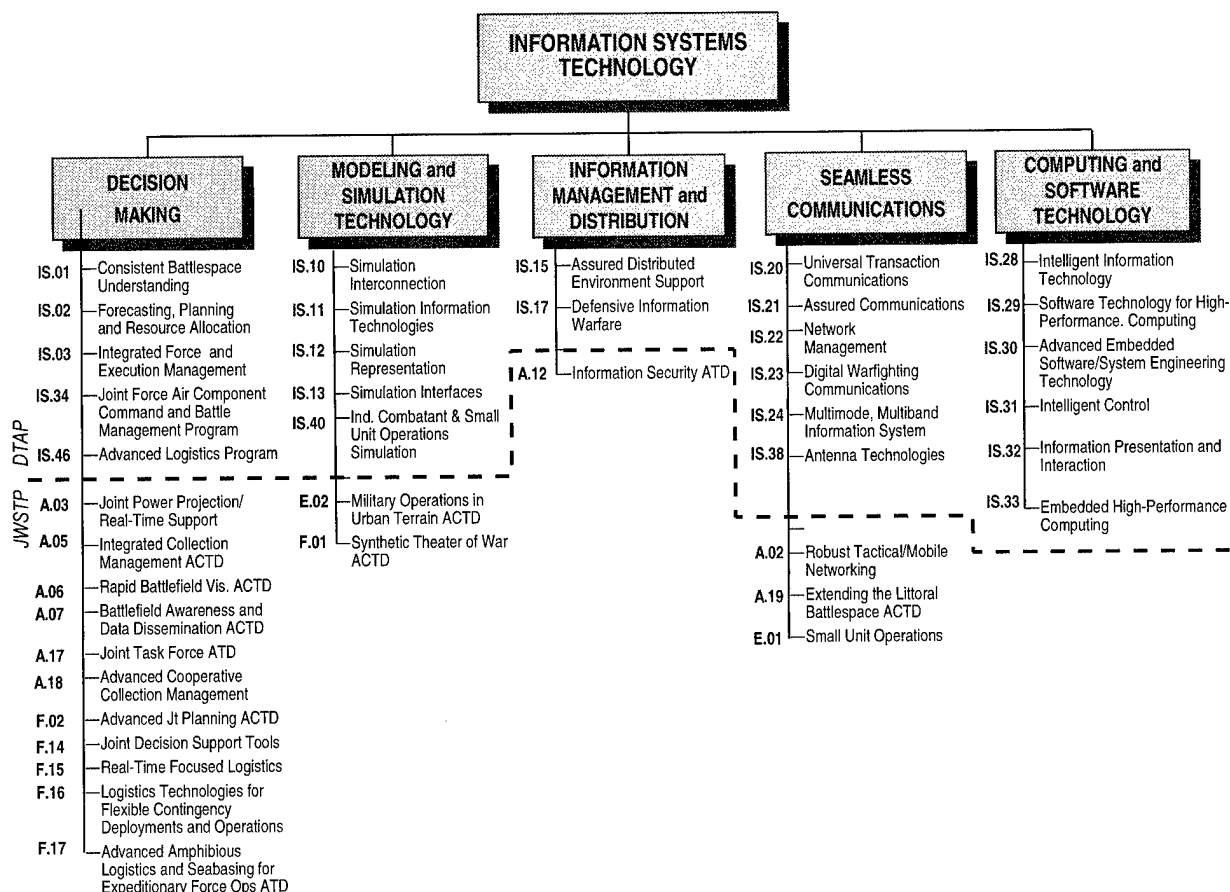 INFORMATION SYSTEMS
TECHNOLOGY
DECISION
MAKING
IS.01 Consistent Battlespace
Understanding
IS.02 Forecasting, Planning
and Resource Allocation
IS.03 Integrated Force and
Execution Management
IS.34 Joint Force Air Component
Command and Battle
Management Program
IS.46 Advanced Logistics Program
DTAP
JWSTP
A.03 Joint Power Projection/
Real-Time Support
A.05 Integrated Collection
Management ACTD
A.06 Rapid Battlefield Vis. ACTD
A.07 Battlefield Awareness and
Data Dissemination ACTD
A.17 Joint Task Force ATD
A.18 Advanced Cooperative
Collection Management
F.02 Advanced Jt Planning ACTD
F.14 Joint Decision Support Tools
F.15 Real-Time Focused Logistics
F.16 Logistics Technologies for
Flexible Contingency
Deployments and Operations
F.17 Advanced Amphibious
Logistics and Seabasing for
Expeditionary Force Ops ATD
MODELING and
SIMULATION
TECHNOLOGY
IS.10 Simulation
Interconnection
IS.11 Simulation Information
Technologies
IS.12 Simulation
Representation
IS.13 Simulation Interfaces
IS.40 Ind. Combatant & Small
Unit Operations
Simulation
E.02 Military Operations in
Urban Terrain ACTD
F.01 Synthetic Theater of War
ACTD
INFORMATION
MANAGEMENT and
DISTRIBUTION
IS.15 Assured Distributed
Environment Support
IS.17 Defensive Information
Warfare
A.12 Information Security ATD
SEAMLESS
COMMUNICATIONS
IS.20 Universal Transaction
Communications
IS.21 Assured Communications
IS.22 Network
Management
IS.23 Digital Warfighting
Communications
IS.24 Multimode, Multiband
Information System
IS.38 Antenna Technologies
A.02 Robust Tactical/Mobile
Networking
A.19 Extending the Littoral
Battlespace ACTD
E.01 Small Unit Operations
COMPUTING and
SOFTWARE
TECHNOLOGY
IS.28 Intelligent Information
Technology
IS.29 Software Technology for High-
Performance. Computing
IS.30 Advanced Embedded
Software/System Engineering
Technology
IS.31 Intelligent Control
IS.32 Information Presentation and
Interaction
IS.33 Embedded High-Performance
Computing